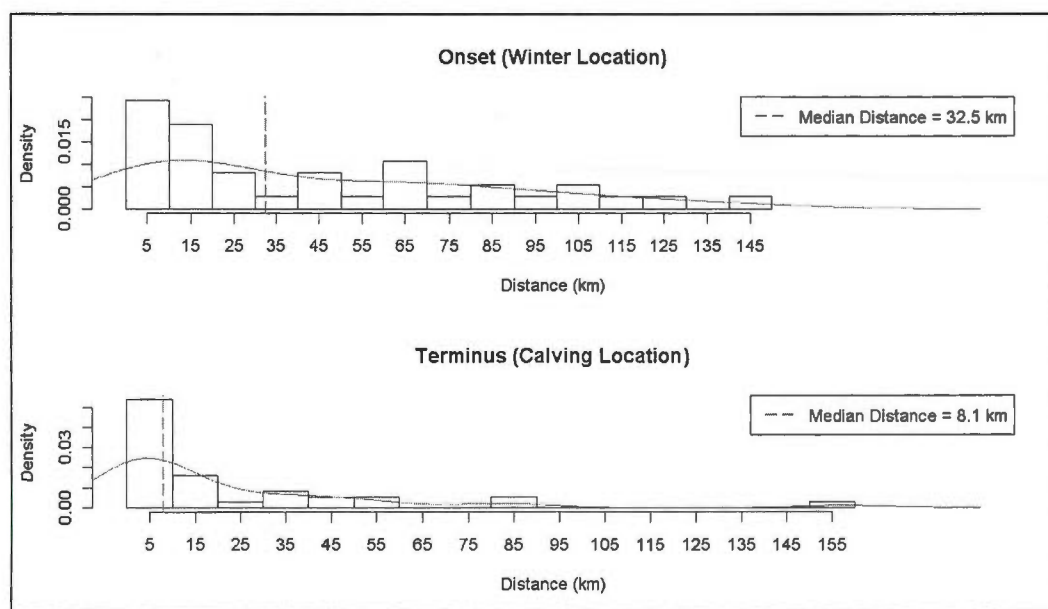 Onset (Winter Location)
Median Distance = 32.5 km
Density
0.015
0.000
5 15 25 35 45 55 65 75 85 95 105 115 125 135 145
Distance (km)
Terminus (Calving Location)
Median Distance = 8.1 km
Density
0.03
0.00
5 15 25 35 45 55 65 75 85 95 105 115 125 135 145 155
Distance (km)